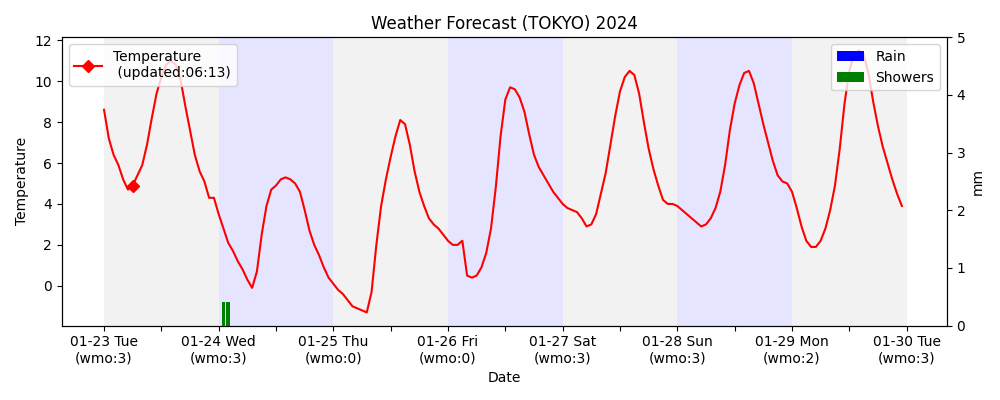 Weather Forecast (TOKYO) 2024
Temperature
(updated:06:13)
Rain
Showers
12
10
8
6
4
2
0
Temperature
5
4
3
2
1
0
mm
01-23 Tue
(wmo:3)
01-24 Wed
(wmo:3)
01-25 Thu
(wmo:0)
01-26 Fri
(wmo:0)
01-27 Sat
(wmo:3)
01-28 Sun
(wmo:3)
01-29 Mon
(wmo:2)
01-30 Tue
(wmo:3)
Date